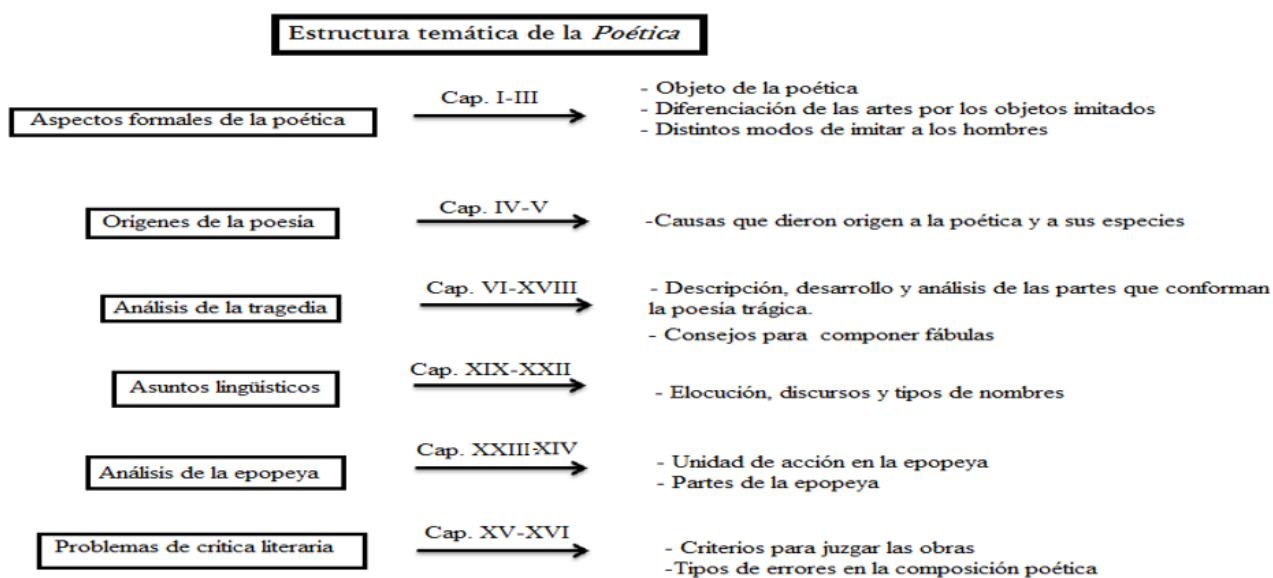 Estructura temática de la Poética
Aspectos formales de la poética
Cap. I-III
- Objeto de la poética
- Diferenciación de las artes por los objetos imitados
- Distintos modos de imitar a los hombres
Orígenes de la poesía
Cap. IV-V
-Causas que dieron origen a la poética y a sus especies
Análisis de la tragedia
Cap. VI-XVIII
- Descripción, desarrollo y análisis de las partes que conforman
la poesía trágica.
- Consejos para componer fábulas
Asuntos lingüísticos
Cap. XIX-XXII
- Elocución, discursos y tipos de nombres
Análisis de la epopeya
Cap. XXIII-XIV
- Unidad de acción en la epopeya
- Partes de la epopeya
Problemas de crítica literaria
Cap. XV-XVI
- Criterios para juzgar las obras
-Tipos de errores en la composición poética